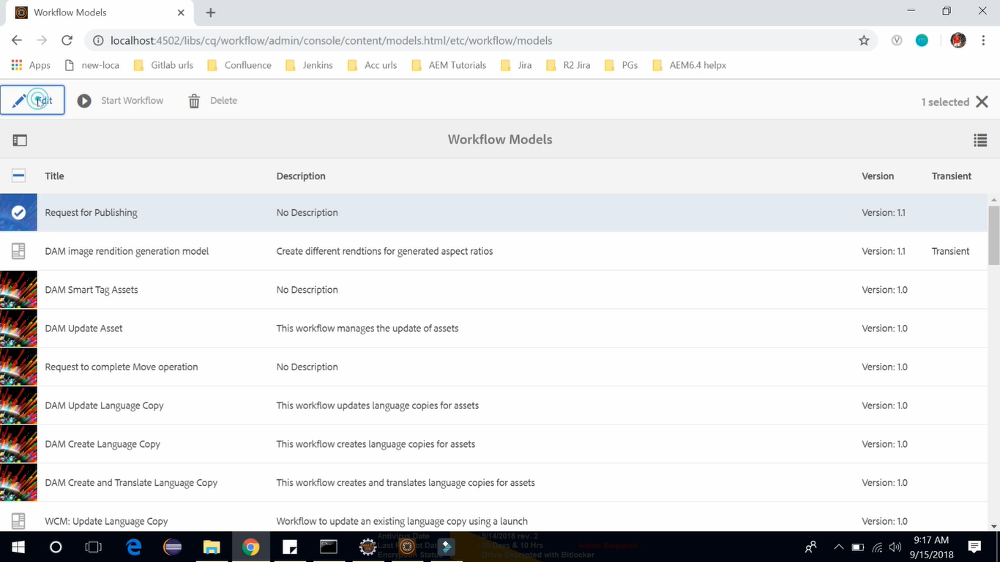 Workflow Models
localhost:4502/libs/cq/workflow/admin/console/content/models.html/etc/workflow/models
Apps new-loca Gitlab urls Confluence Jenkins Acc urls AEM Tutorials Jira R2 Jira PGs AEM6.4 helpx
Edit Start Workflow Delete 1 selected
Workflow Models
Title Description Version Transient
Request for Publishing No Description Version: 1.1
DAM image rendition generation model Create different rendtions for generated aspect ratios Version: 1.1 Transient
DAM Smart Tag Assets No Description Version: 1.0
DAM Update Asset This workflow manages the update of assets Version: 1.0
Request to complete Move operation No Description Version: 1.0
DAM Update Language Copy This workflow updates language copies for assets Version: 1.0
DAM Create Language Copy This workflow creates language copies for assets Version: 1.0
DAM Create and Translate Language Copy This workflow creates and translates language copies for assets Version: 1.0
WCM: Update Language Copy Workflow to update an existing language copy using a launch Version: 1.0
Antivirus Date : 9/14/2018 rev. 2
Days & 10 Hrs Action Required
Encryption Status Drive Encrypted with Bitlocker
9:17 AM
9/15/2018